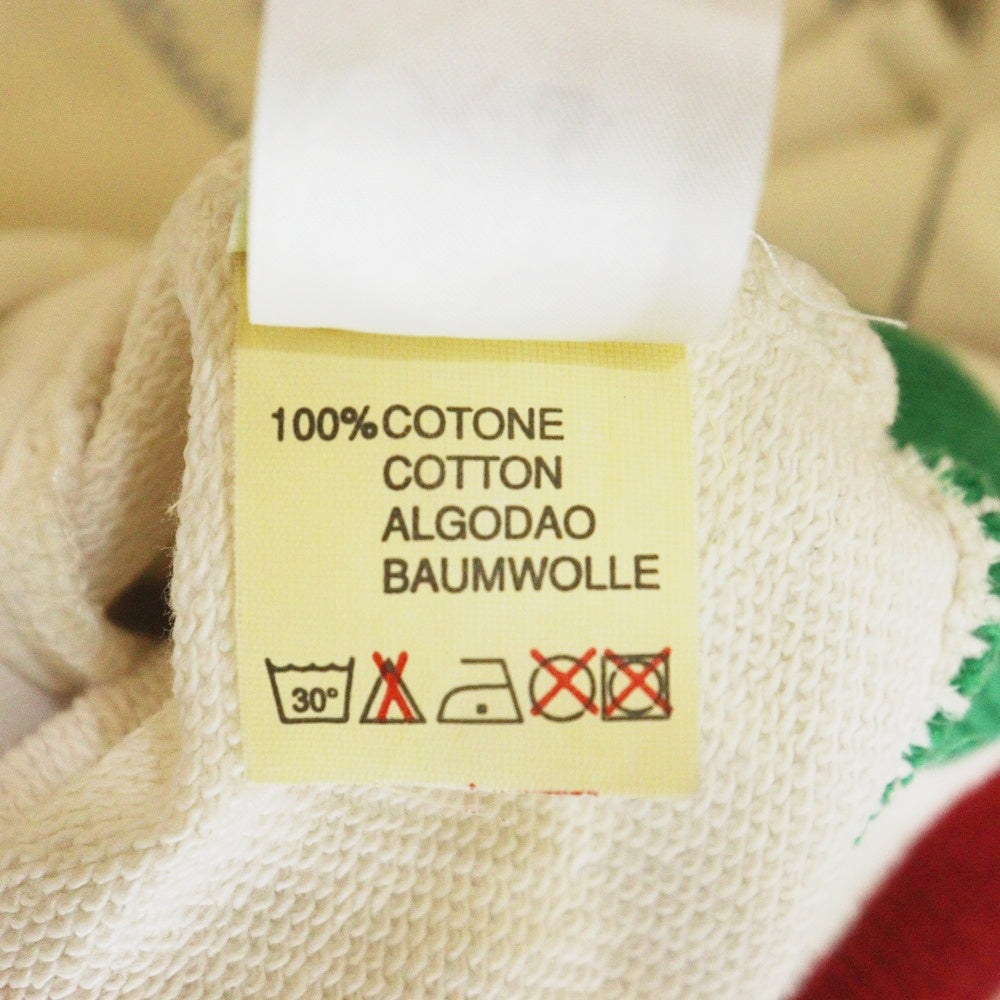 100% COTONE
COTTON
ALGODAO
BAUMWOLLE
30°